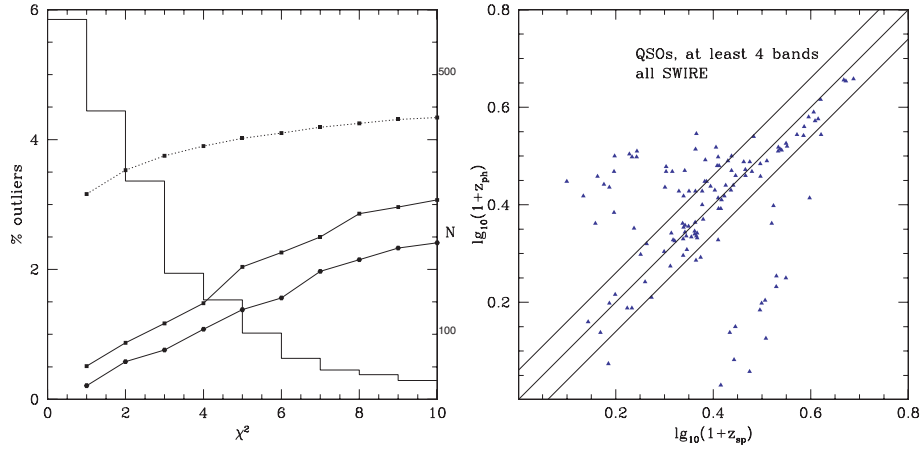 6
4
2
0
% outliers
0
2
4
6
8
10
χ²
500
N
100
0.8
0.6
0.4
0.2
lg₁₀(1+z_ph)
QSOs, at least 4 bands
all SWIRE
0.2
0.4
0.6
0.8
lg₁₀(1+z_sp)